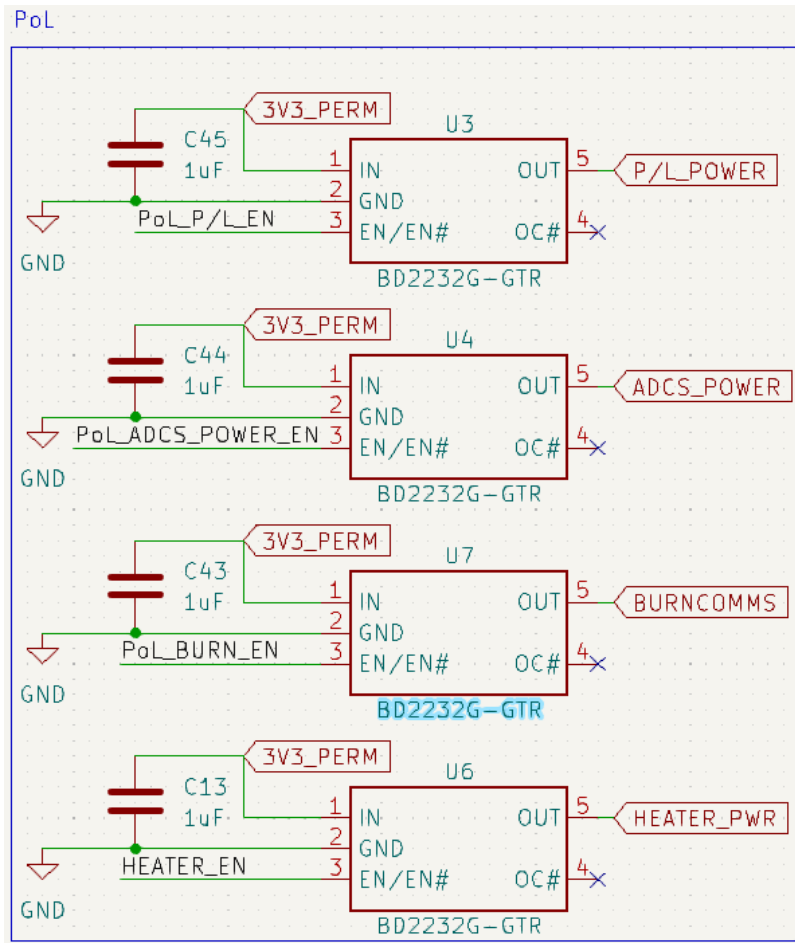 PoL
3V3_PERM
C45
1uF
U3
1 IN OUT 5 P/L_POWER
2 GND
PoL_P/L_EN 3 EN/EN# OC# 4
GND
BD2232G-GTR
3V3_PERM
C44
1uF
U4
1 IN OUT 5 ADCS_POWER
2 GND
PoL_ADCS_POWER_EN 3 EN/EN# OC# 4
GND
BD2232G-GTR
3V3_PERM
C43
1uF
U7
1 IN OUT 5 BURNCOMMS
2 GND
PoL_BURN_EN 3 EN/EN# OC# 4
GND
BD2232G-GTR
3V3_PERM
C13
1uF
U6
1 IN OUT 5 HEATER_PWR
2 GND
HEATER_EN 3 EN/EN# OC# 4
GND
BD2232G-GTR